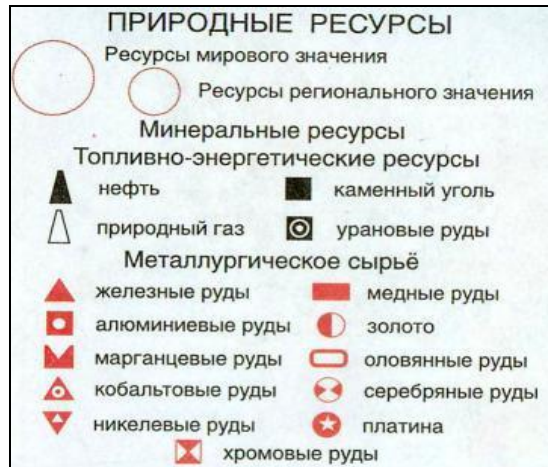 ПРИРОДНЫЕ РЕСУРСЫ
Ресурсы мирового значения
Ресурсы регионального значения
Минеральные ресурсы
Топливно-энергетические ресурсы
нефть каменный уголь
природный газ урановые руды
Металлургическое сырьё
железные руды медные руды
алюминиевые руды золото
марганцевые руды оловянные руды
кобальтовые руды серебряные руды
никелевые руды платина
хромовые руды